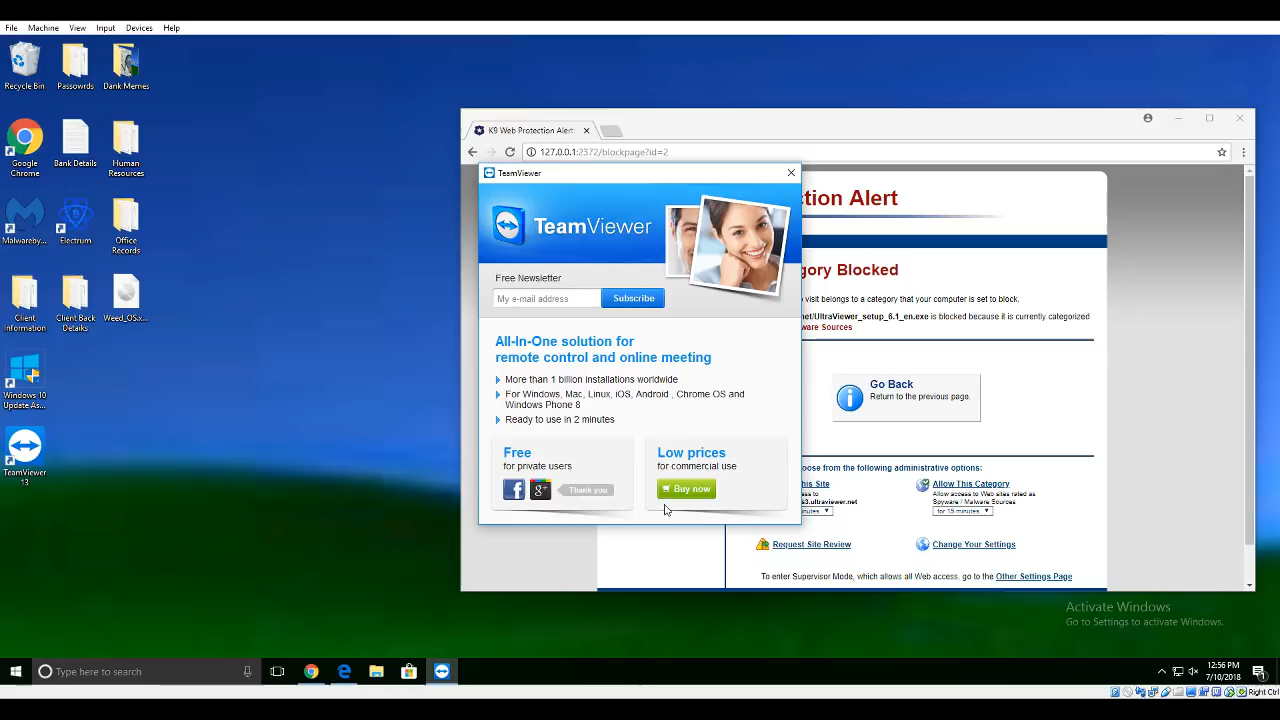 File Machine View Input Devices Help
Recycle Bin
Passowrds
Dank Memes
Google
Chrome
Bank Details
Human
Resources
Malwareby...
Electrum
Office
Records
Client
Information
Client Back
Details
Weed_OS.x...
Windows 10
Update As...
TeamViewer
13
K9 Web Protection Alert:
127.0.0.1:2372/blockpage?id=2
TeamViewer
TeamViewer
Free Newsletter
My e-mail address
Subscribe
All-In-One solution for
remote control and online meeting
More than 1 billion installations worldwide
For Windows, Mac, Linux, iOS, Android , Chrome OS and
Windows Phone 8
Ready to use in 2 minutes
Free
for private users
Thank you
Low prices
for commercial use
Buy now
tion Alert
gory Blocked
visit belongs to a category that your computer is set to block.
net/UltraViewer_setup_6.1_en.exe is blocked because it is currently categorized
ware Sources
Go Back
Return to the previous page.
oose from the following administrative options:
his Site
ss to
s3.ultraviewer.net
minutes
Allow This Category
Allow access to Web sites rated as
Spyware / Malware Sources
for 15 minutes
Request Site Review
Change Your Settings
To enter Supervisor Mode, which allows all Web access, go to the Other Settings Page
Activate Windows
Go to Settings to activate Windows.
Type here to search
12:56 PM
7/10/2018
Right Ctrl